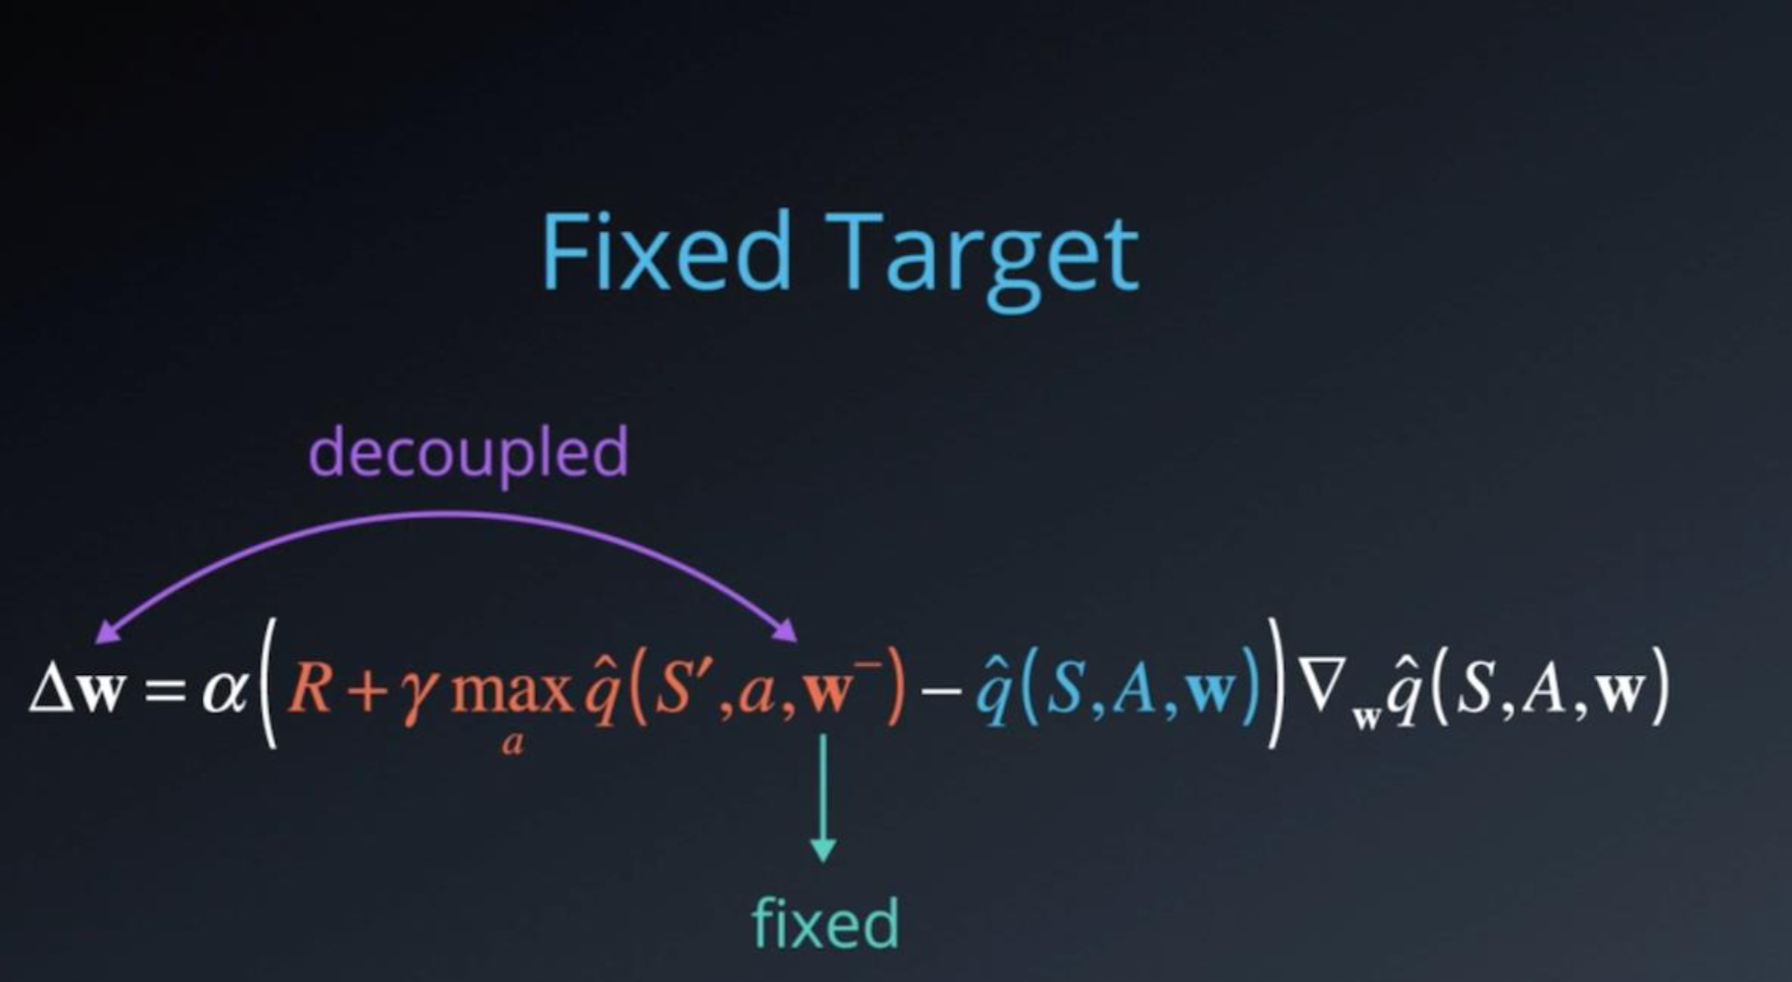 Fixed Target
decoupled
Δw = α(R + γ max_a q̂(S′, a, w⁻) − q̂(S, A, w))∇_w q̂(S, A, w)
fixed